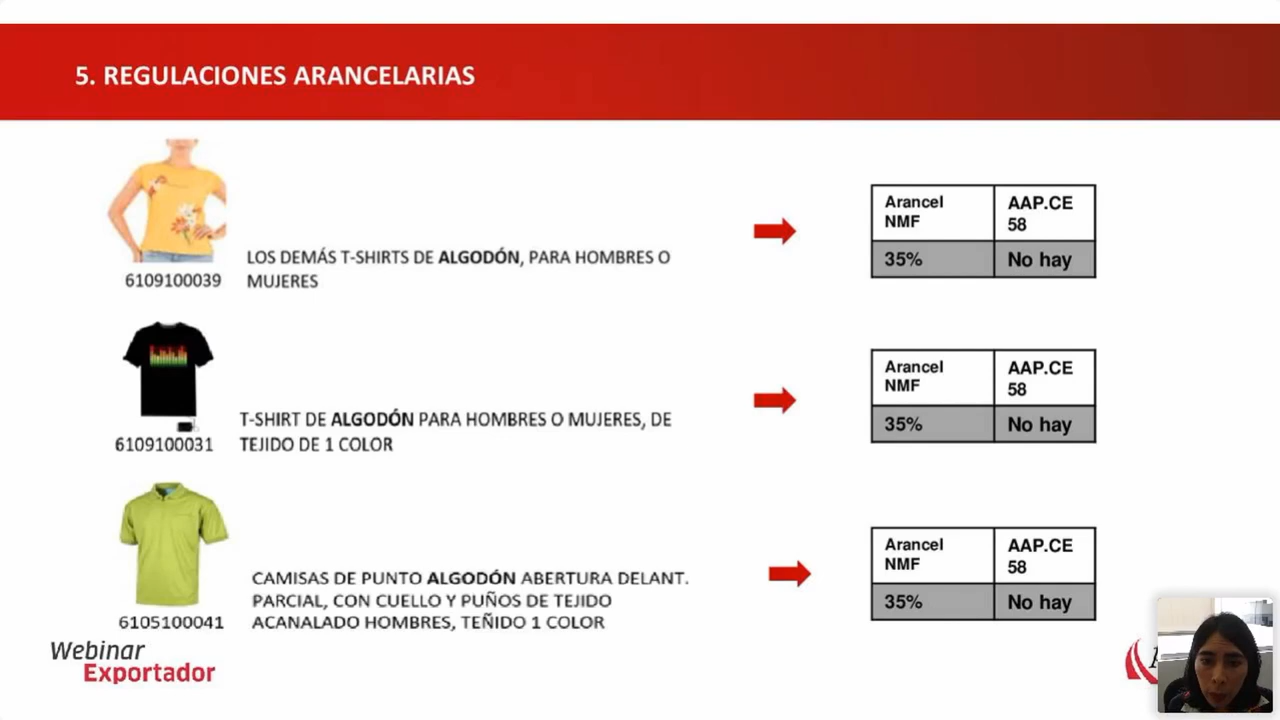 5. REGULACIONES ARANCELARIAS
LOS DEMÁS T-SHIRTS DE ALGODÓN, PARA HOMBRES O
MUJERES
6109100039
Arancel
NMF
AAP.CE
58
35%
No hay
T-SHIRT DE ALGODÓN PARA HOMBRES O MUJERES, DE
TEJIDO DE 1 COLOR
6109100031
Arancel
NMF
AAP.CE
58
35%
No hay
CAMISAS DE PUNTO ALGODÓN ABERTURA DELANT.
PARCIAL, CON CUELLO Y PUÑOS DE TEJIDO
ACANALADO HOMBRES, TEÑIDO 1 COLOR
6105100041
Arancel
NMF
AAP.CE
58
35%
No hay
Webinar
Exportador